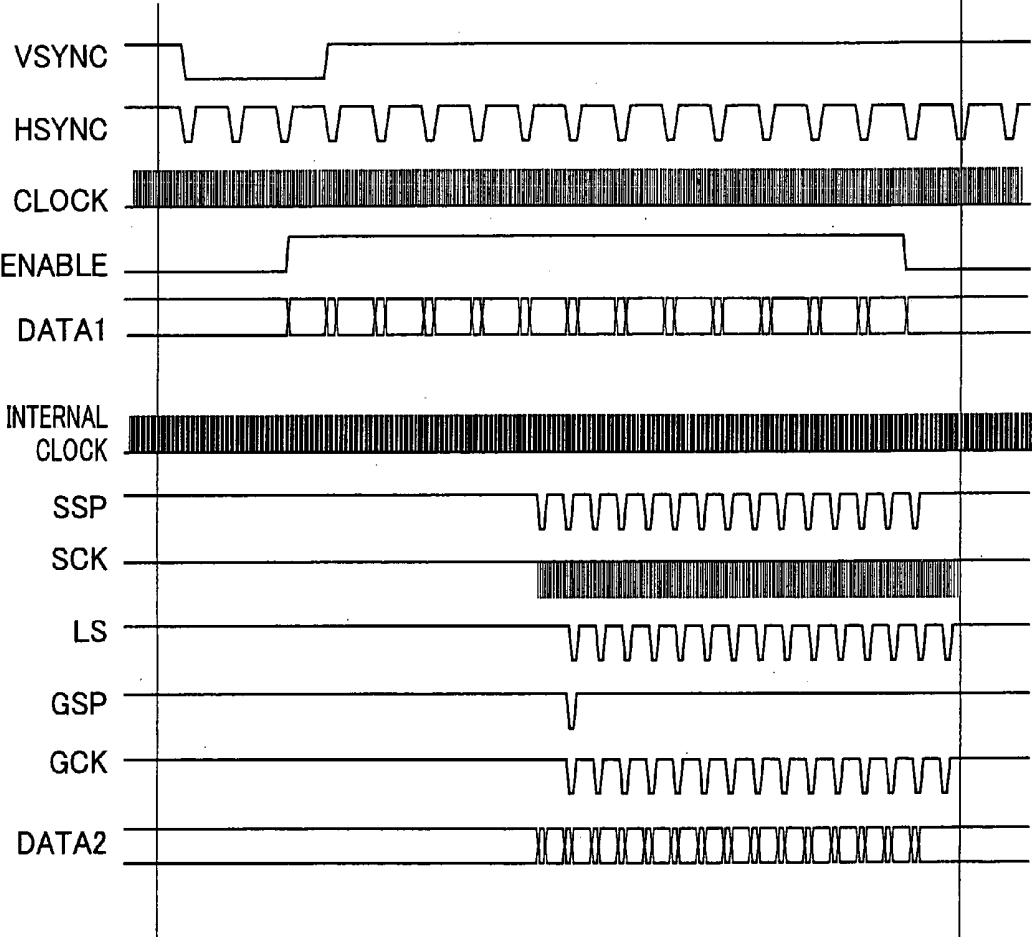 VSYNC
HSYNC
CLOCK
ENABLE
DATA1
INTERNAL
CLOCK
SSP
SCK
LS
GSP
GCK
DATA2